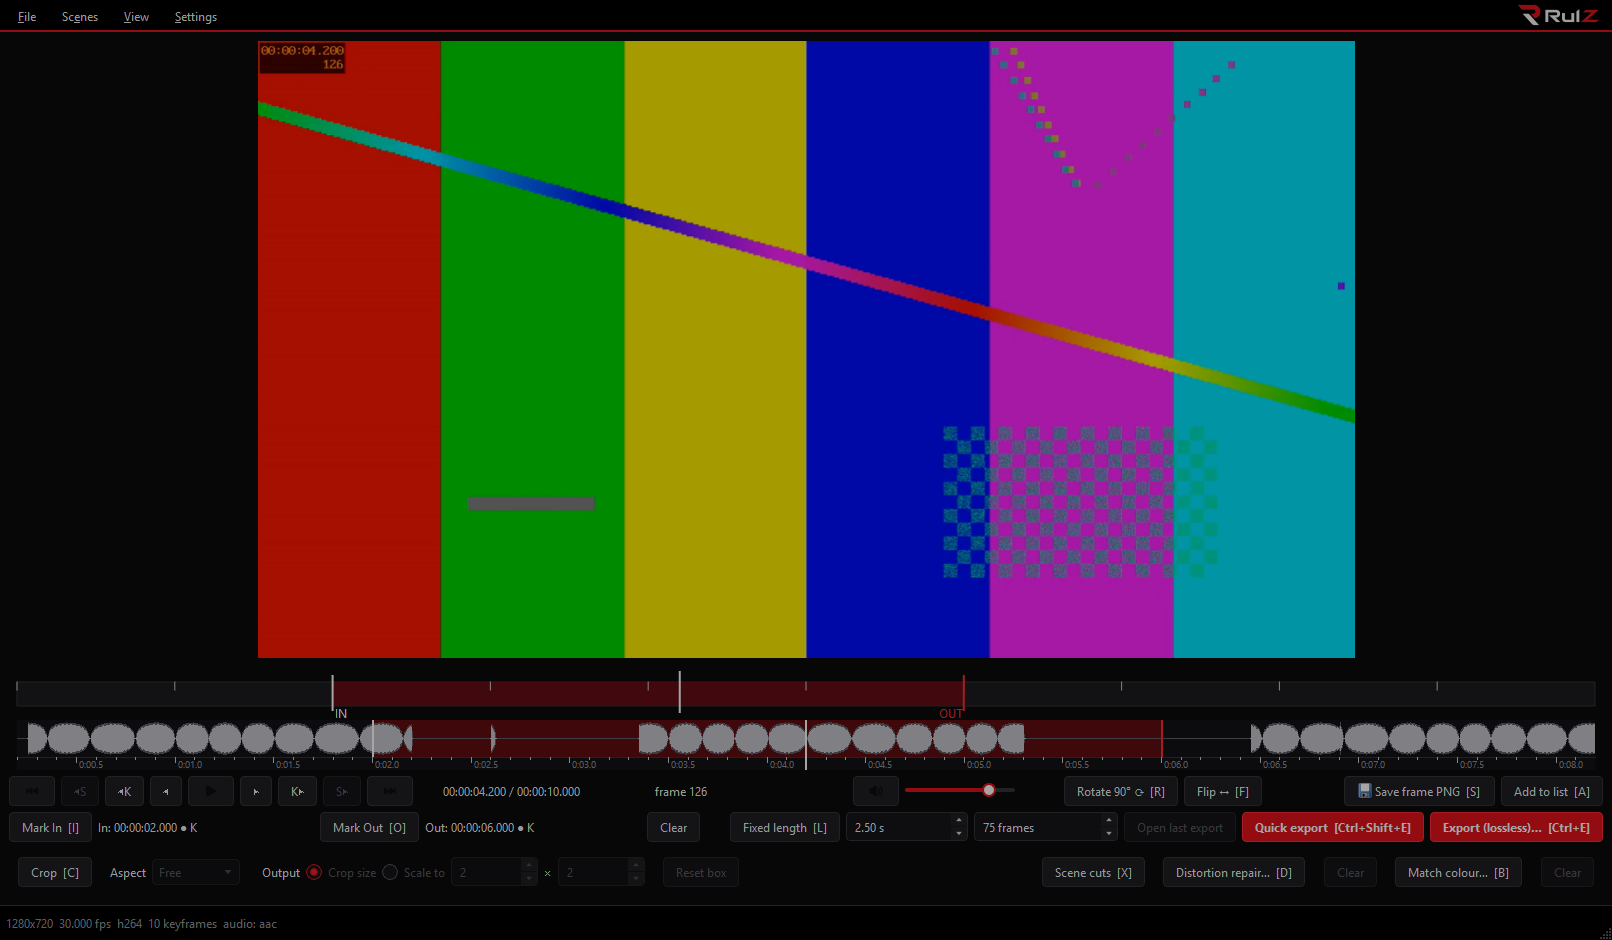 File Scenes View Settings
RulZ
00:00:04.200
126
IN OUT
0:00.5 0:01.0 0:01.5 0:02.0 0:02.5 0:03.0 0:03.5 0:04.0 0:04.5 0:05.0 0:05.5 0:06.0 0:06.5 0:07.0 0:07.5 0:08.0
S K K S 00:00:04.200 / 00:00:10.000 frame 126 Rotate 90° ⟳ [R] Flip ↔ [F] Save frame PNG [S] Add to list [A]
Mark In [I] In: 00:00:02.000 ● K Mark Out [O] Out: 00:00:06.000 ● K Clear Fixed length [L] 2.50 s 75 frames Open last export Quick export [Ctrl+Shift+E] Export (lossless)... [Ctrl+E]
Crop [C] Aspect Free Output Crop size Scale to 2 × 2 Reset box Scene cuts [X] Distortion repair... [D] Clear Match colour... [B] Clear
1280x720 30.000 fps h264 10 keyframes audio: aac